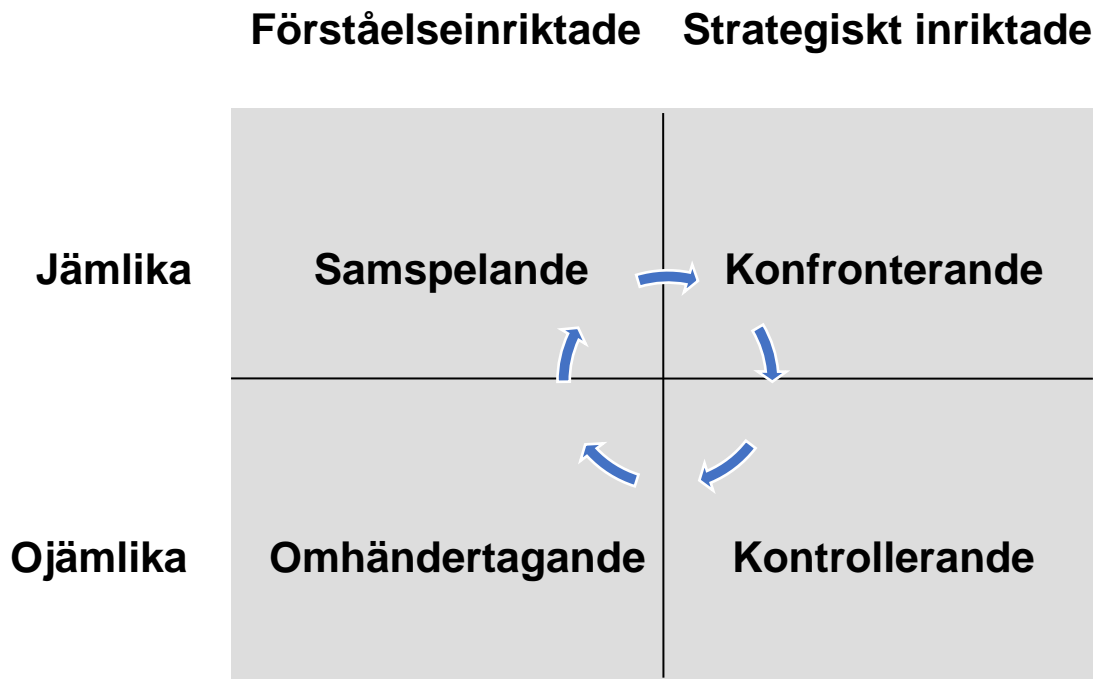 Förståelseinriktade Strategiskt inriktade
Jämlika Samspelande Konfronterande
Ojämlika Omhändertagande Kontrollerande